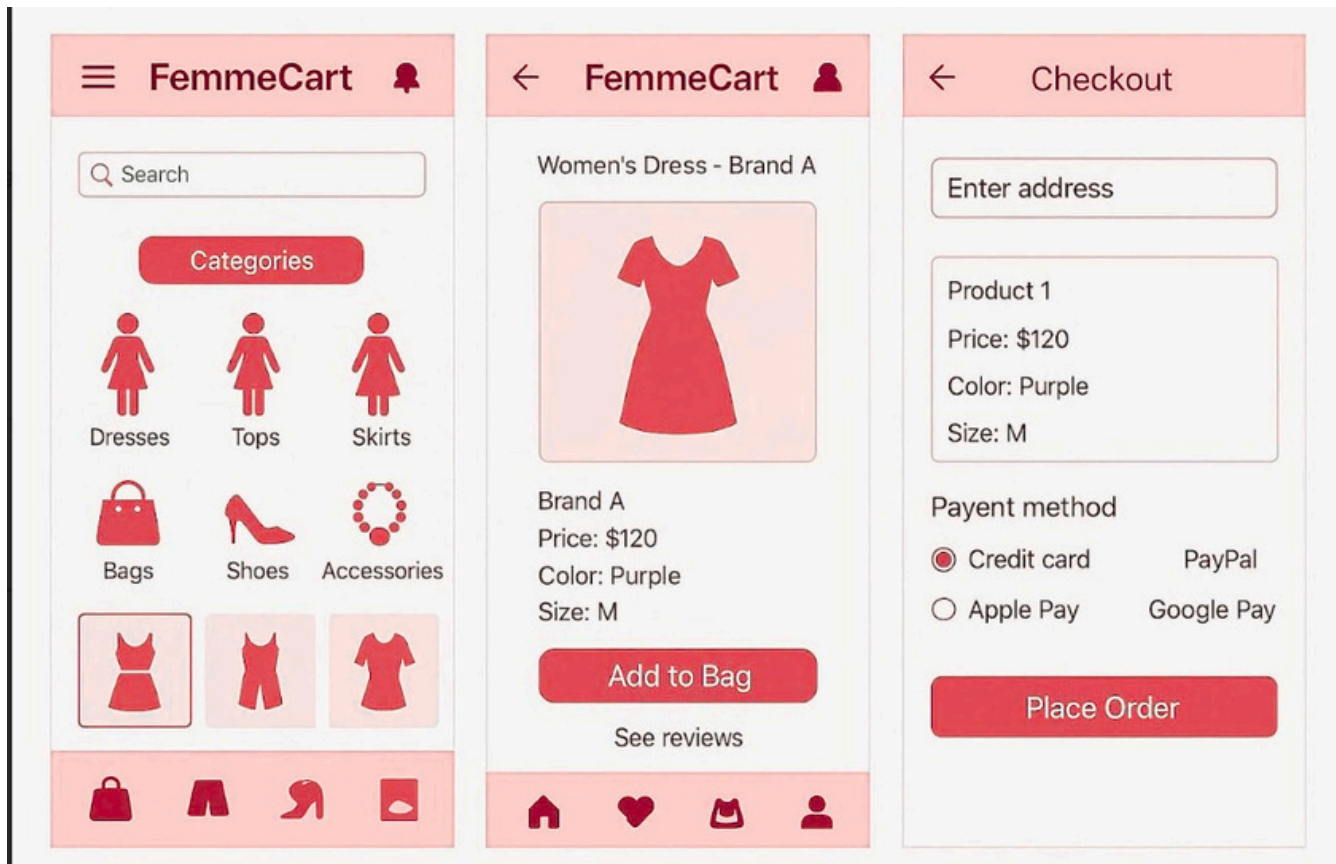 FemmeCart
Search
Categories
Dresses Tops Skirts
Bags Shoes Accessories
FemmeCart
Women's Dress - Brand A
Brand A
Price: $120
Color: Purple
Size: M
Add to Bag
See reviews
Checkout
Enter address
Product 1
Price: $120
Color: Purple
Size: M
Payent method
Credit card PayPal
Apple Pay Google Pay
Place Order